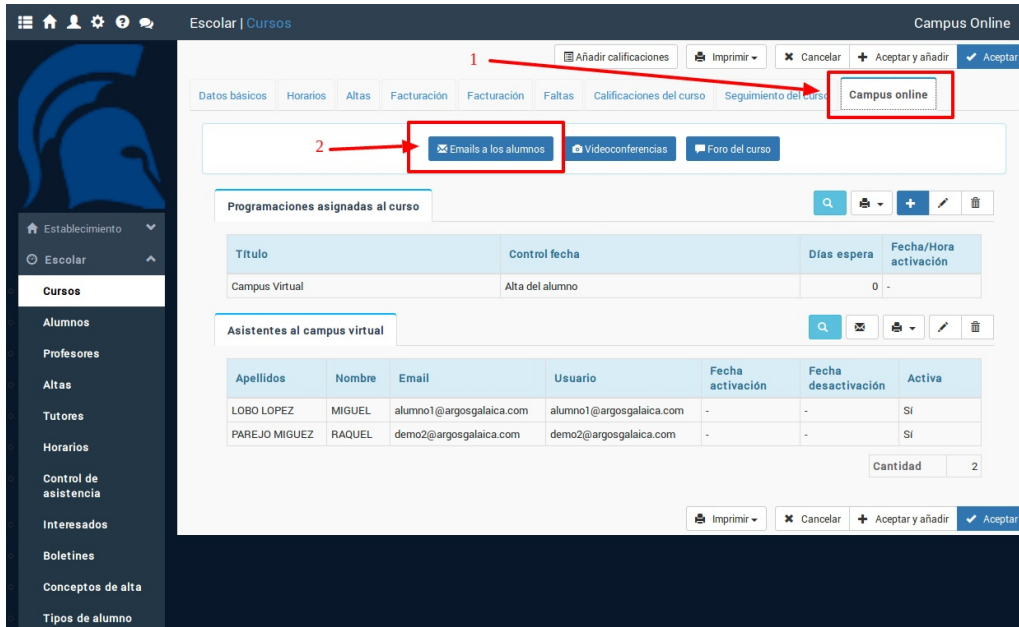 Escolar | Cursos
Campus Online
Añadir calificaciones
Imprimir
Cancelar
Aceptar y añadir
Aceptar
1
Datos básicos
Horarios
Altas
Facturación
Facturación
Faltas
Calificaciones del curso
Seguimiento del curso
Campus online
2
Emails a los alumnos
Videoconferencias
Foro del curso
Programaciones asignadas al curso
Título
Control fecha
Días espera
Fecha/Hora
activación
Campus Virtual
Alta del alumno
0
-
Asistentes al campus virtual
Apellidos
Nombre
Email
Usuario
Fecha
activación
Fecha
desactivación
Activa
LOBO LOPEZ
MIGUEL
alumno1@argosgalaica.com
alumno1@argosgalaica.com
-
-
Sí
PAREJO MIGUEZ
RAQUEL
demo2@argosgalaica.com
demo2@argosgalaica.com
-
-
Sí
Cantidad
2
Imprimir
Cancelar
Aceptar y añadir
Aceptar
Establecimiento
Escolar
Cursos
Alumnos
Profesores
Altas
Tutores
Horarios
Control de
asistencia
Interesados
Boletines
Conceptos de alta
Tipos de alumno